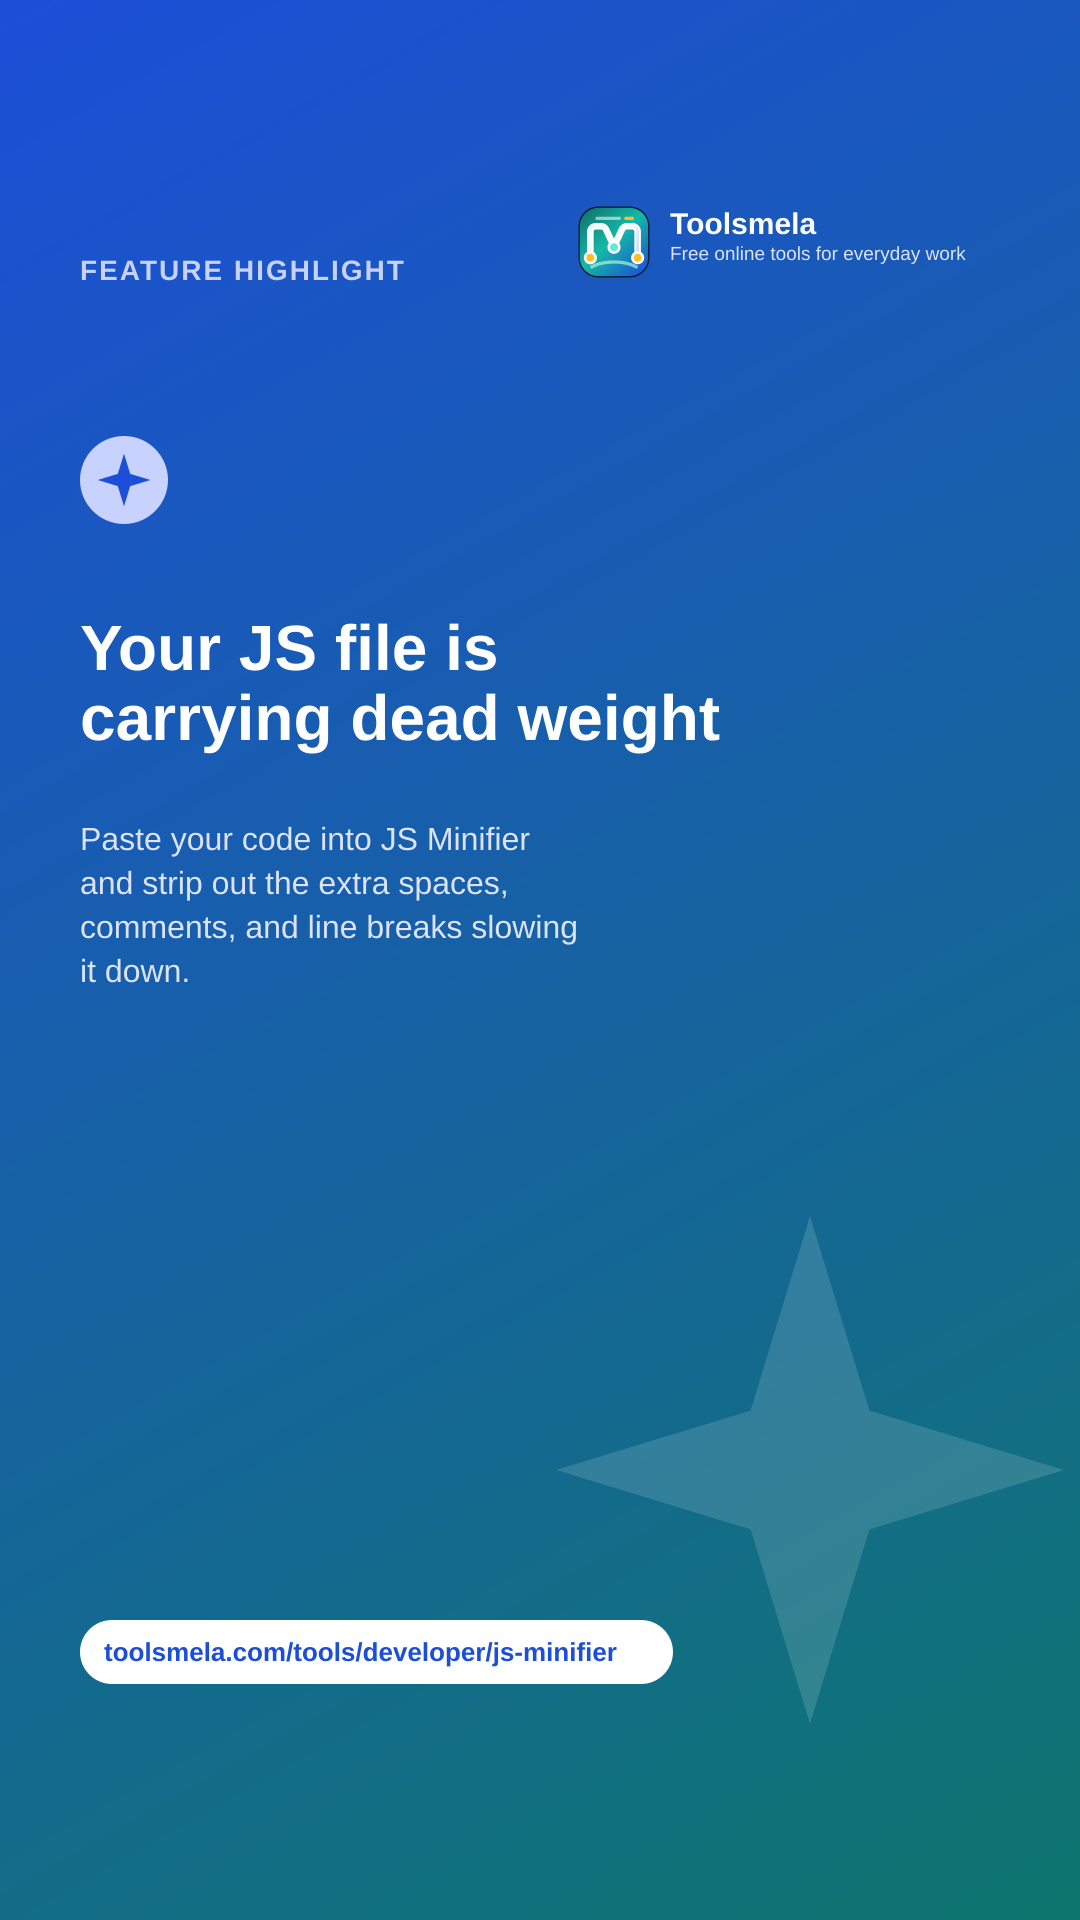 FEATURE HIGHLIGHT
Toolsmela
Free online tools for everyday work
Your JS file is
carrying dead weight
Paste your code into JS Minifier
and strip out the extra spaces,
comments, and line breaks slowing
it down.
toolsmela.com/tools/developer/js-minifier